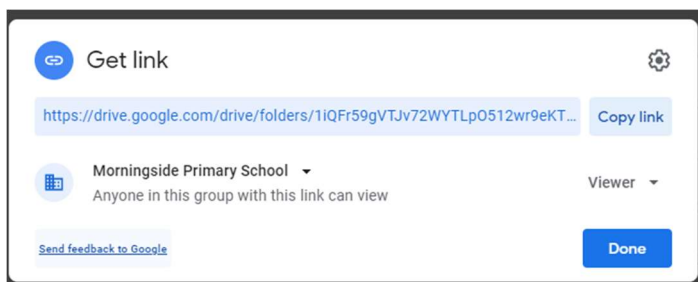 Get link
https://drive.google.com/drive/folders/1iQFr59gVTJv72WYTLpO512wr9eKT...
Copy link
Morningside Primary School
Anyone in this group with this link can view
Viewer
Send feedback to Google
Done